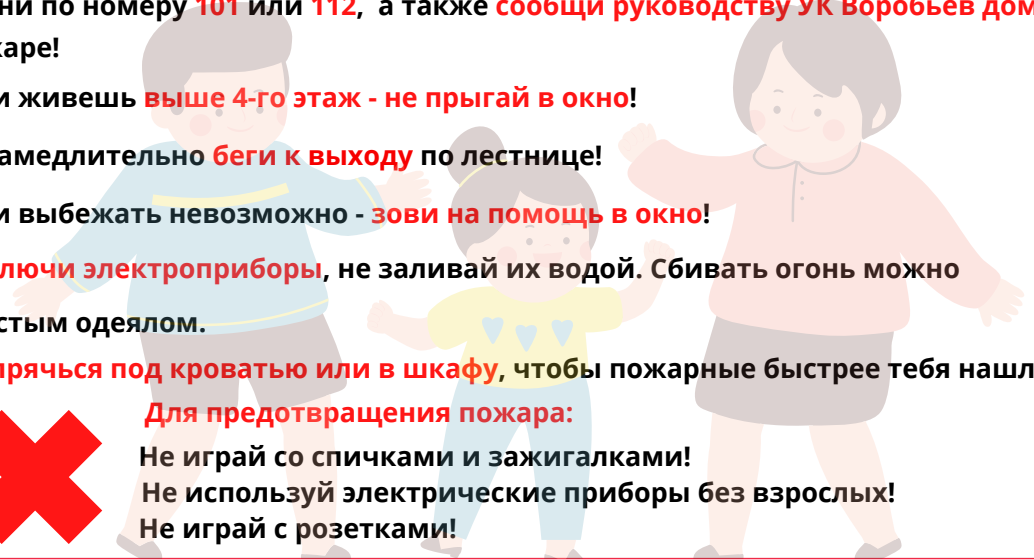 ни по номеру 101 или 112, а также сообщи руководству УК Воробьев дом
каре!
и живешь выше 4-го этаж - не прыгай в окно!
амедлительно беги к выходу по лестнице!
и выбежать невозможно - зови на помощь в окно!
лючи электроприборы, не заливай их водой. Сбивать огонь можно
стым одеялом.
прячься под кроватью или в шкафу, чтобы пожарные быстрее тебя нашл
Для предотвращения пожара:
Не играй со спичками и зажигалками!
Не используй электрические приборы без взрослых!
Не играй с розетками!